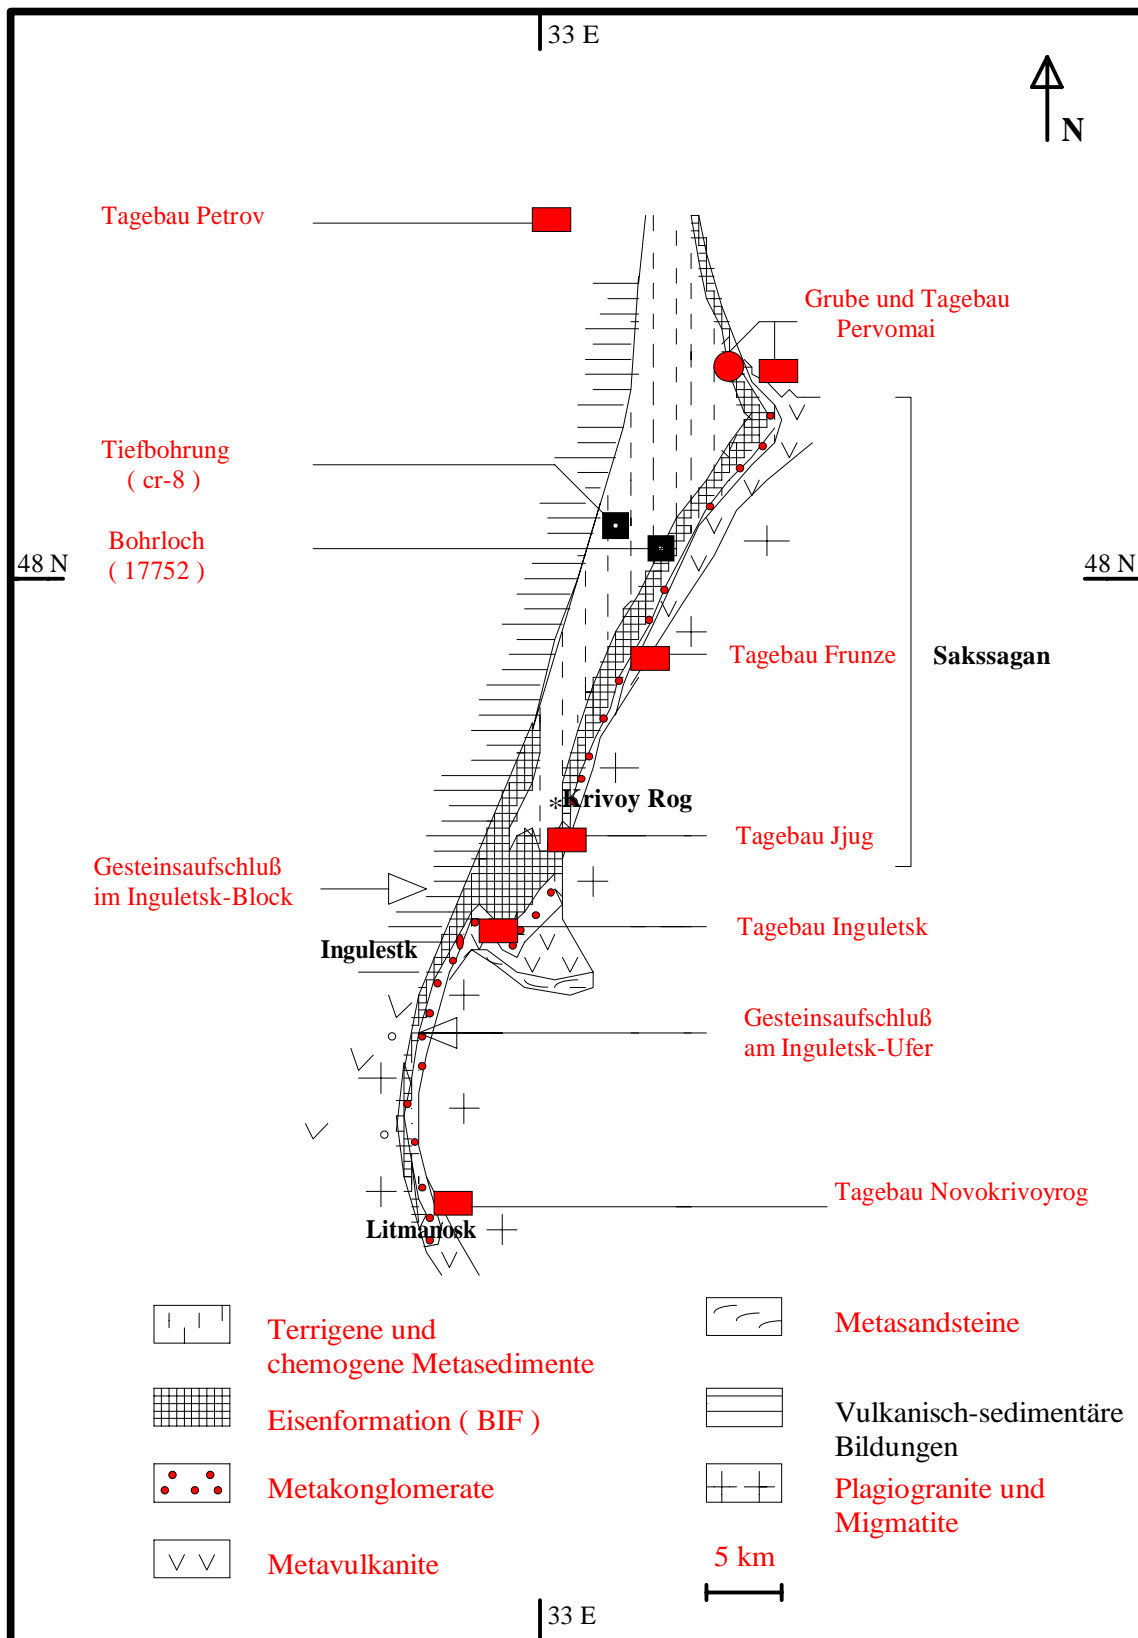 33 E
N
Tagebau Petrov
Grube und Tagebau
Pervomai
Tiefbohrung
( cr-8 )
Bohrloch
( 17752 )
48 N
48 N
Tagebau Frunze
Sakssagan
*Krivoy Rog
Tagebau Jjug
Gesteinsaufschluß
im Inguletsk-Block
Tagebau Inguletsk
Ingulestk
Gesteinsaufschluß
am Inguletsk-Ufer
Tagebau Novokrivoyrog
Litmanosk
Terrigene und
chemogene Metasedimente
Eisenformation ( BIF )
Metakonglomerate
Metavulkanite
Metasandsteine
Vulkanisch-sedimentäre
Bildungen
Plagiogranite und
Migmatite
5 km
33 E